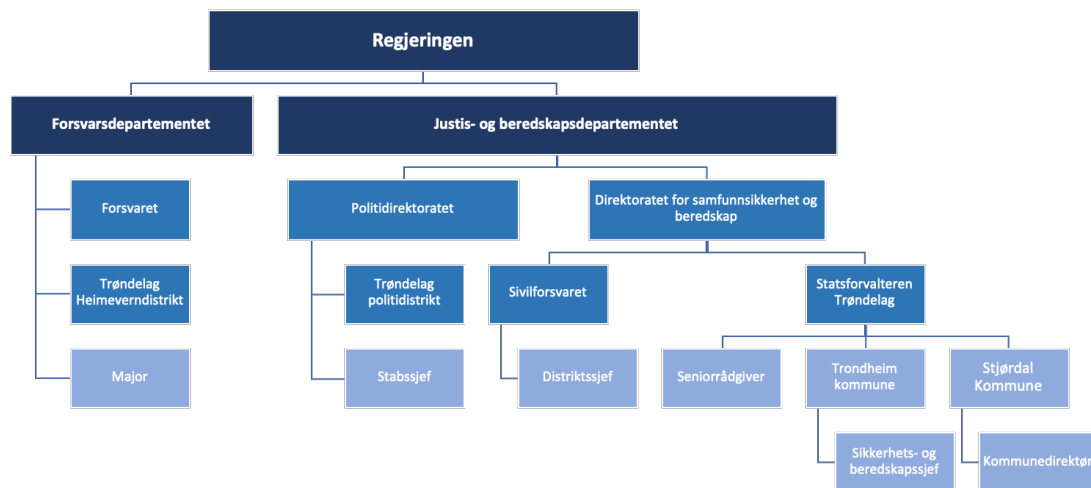 Regjeringen
Forsvarsdepartementet
Justis- og beredskapsdepartementet
Forsvaret
Politidirektoratet
Direktoratet for samfunnsikkerhet og
beredskap
Trøndelag
Heimeverndistrikt
Trøndelag
politidistrikt
Sivilforsvaret
Statsforvalteren
Trøndelag
Major
Stabssjef
Distriktssjef
Seniorrådgiver
Trondheim
kommune
Stjørdal
Kommune
Sikkerhets- og
beredskapssjef
Kommunedirektør